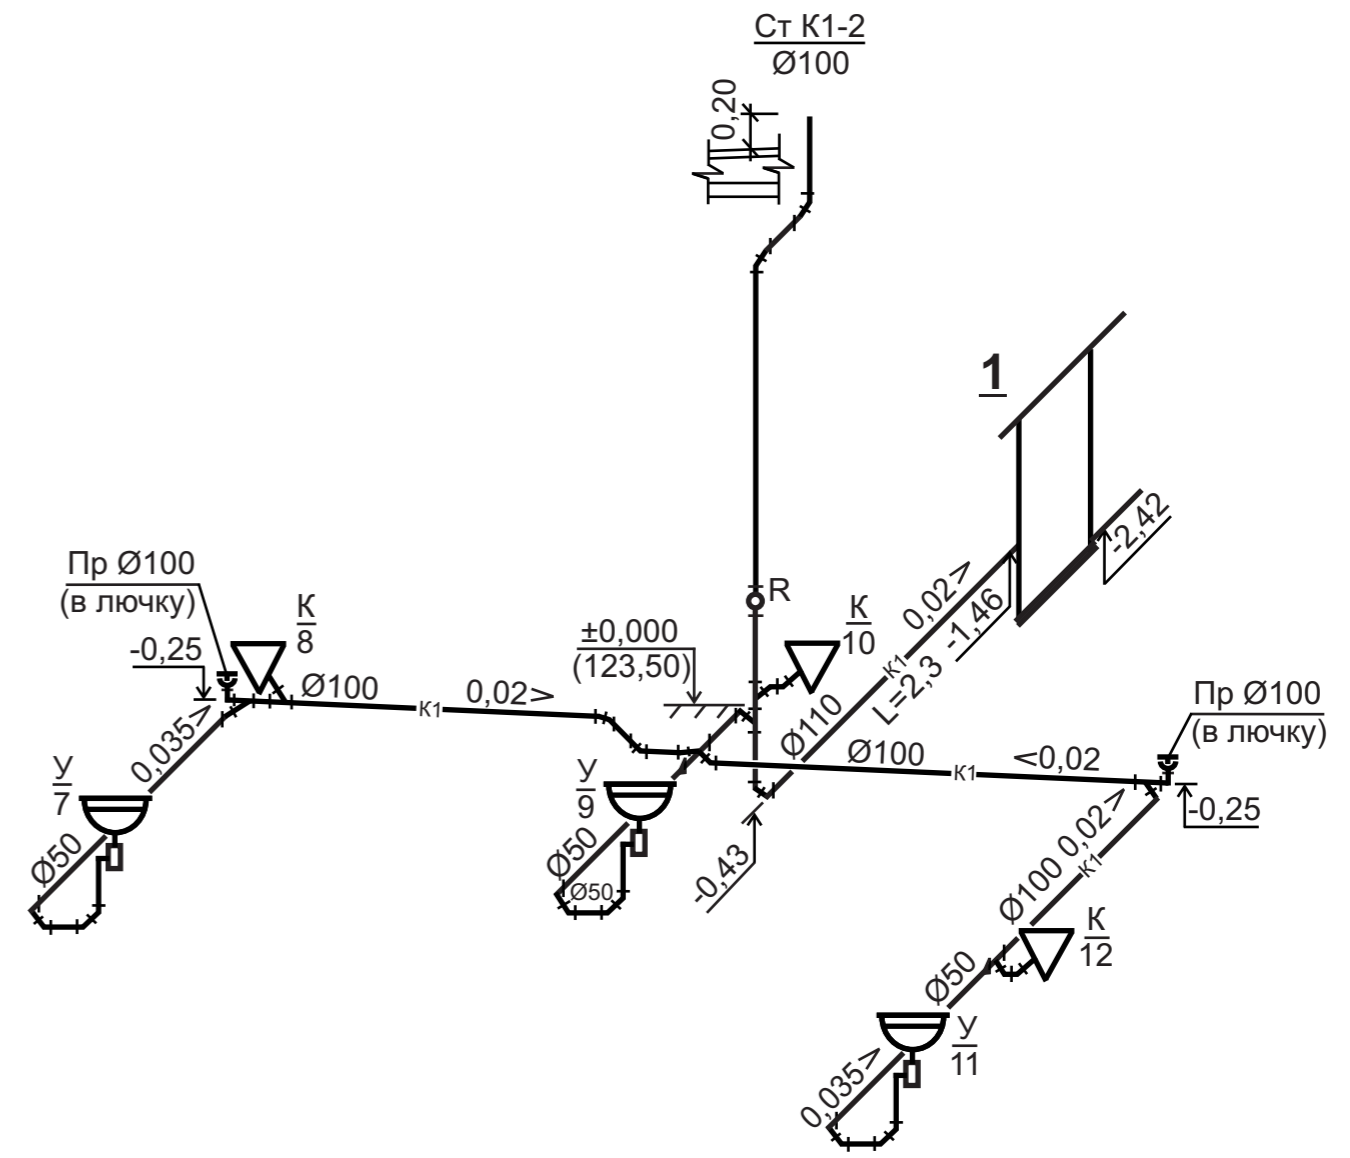 Ст К1-2
Ø100
0,20
1
-2,42
Пр Ø100
(в лючку)
К
8
-0,25
R
К
10
0,02>
-1,46
±0,000
(123,50)
Ø100
К1
0,02>
К1
L=2,3
Ø110
Пр Ø100
(в лючку)
0,035>
Ø100
К1
<0,02
-0,25
У
7
У
9
Ø50
Ø50
Ø50
-0,43
0,02>
К1
Ø100
К
12
Ø50
У
11
0,035>